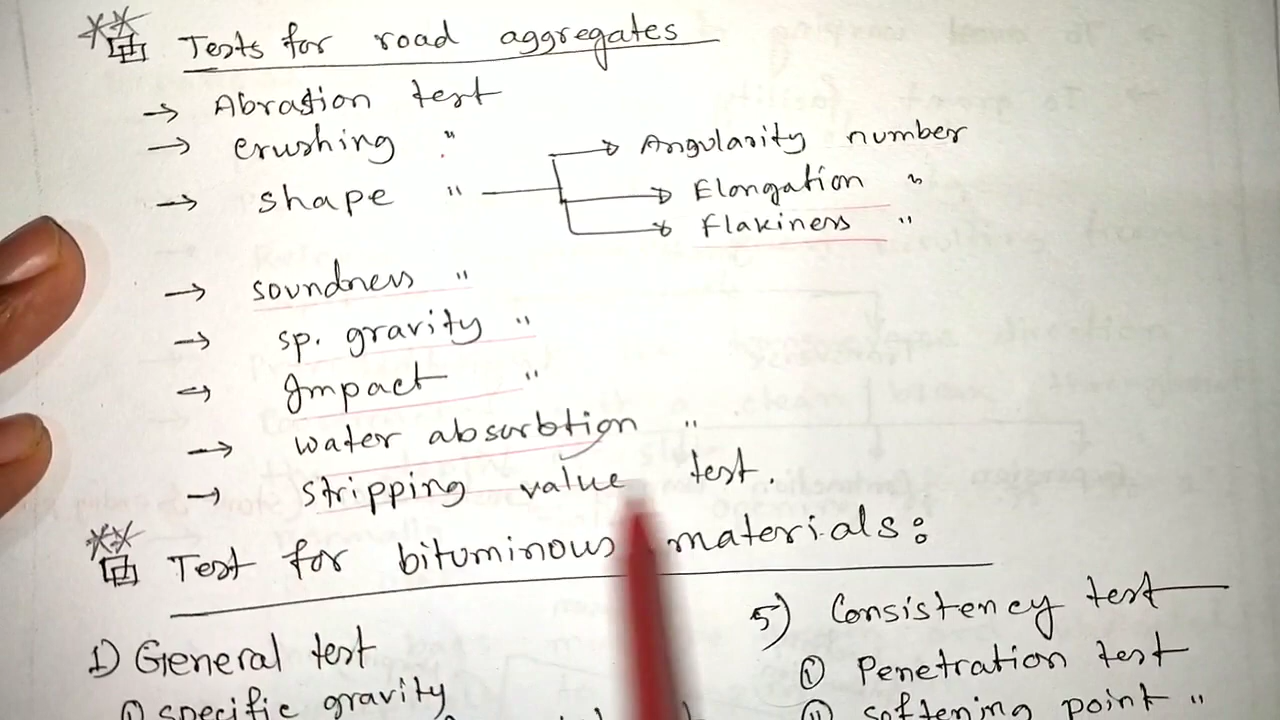 Tests for road aggregates
→ Abrasion test
→ crushing "
→ Angularity number
→ shape "
→ Elongation "
→ Flakiness "
→ soundness "
→ sp. gravity "
→ Impact "
→ water absorbtion "
→ stripping value test.
Test for bituminous materials:
1) General test
① specific gravity
5) Consistency test
① Penetration test
② softening point "